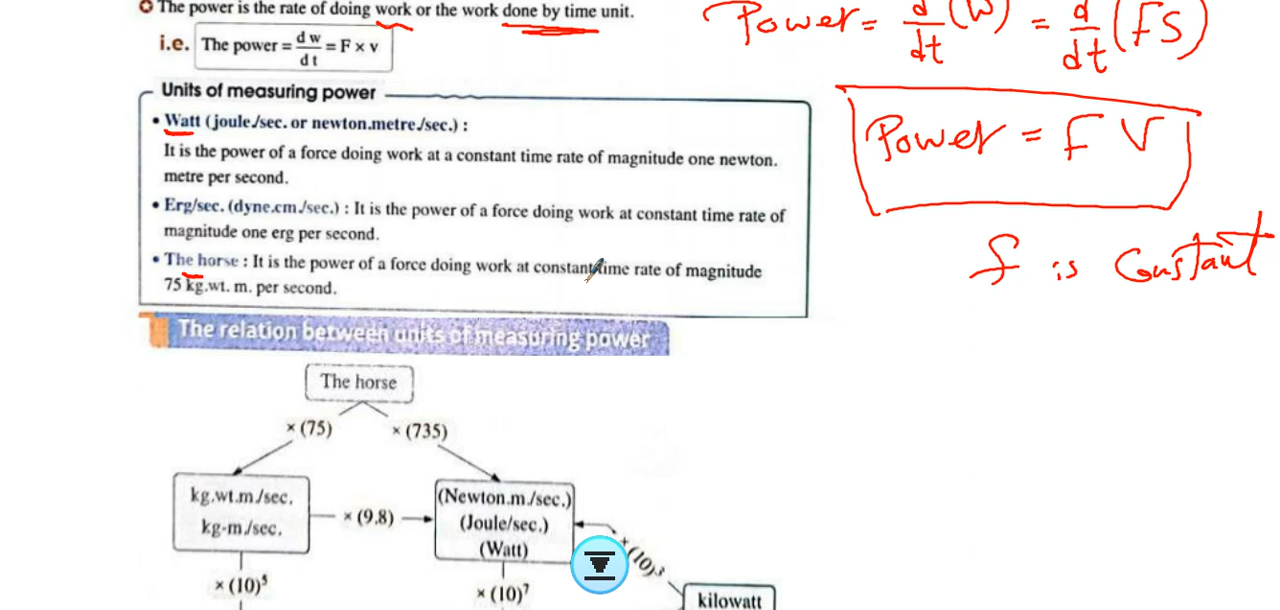 ✪ The power is the rate of doing work or the work done by time unit.
i.e. The power = d w / d t = F × v
Power = d/dt (W) = d/dt (FS)
Units of measuring power
• Watt (joule/sec. or newton.metre/sec.) :
It is the power of a force doing work at a constant time rate of magnitude one newton.
metre per second.
• Erg/sec. (dyne.cm./sec.) : It is the power of a force doing work at constant time rate of
magnitude one erg per second.
• The horse : It is the power of a force doing work at constant time rate of magnitude
75 kg.wt. m. per second.
Power = F V
F is Constant
The relation between units of measuring power
The horse
× (75)
× (735)
kg.wt.m./sec.
kg-m./sec.
× (9.8)
(Newton.m./sec.)
(Joule/sec.)
(Watt)
× (10)³
× (10)⁵
× (10)⁷
kilowatt